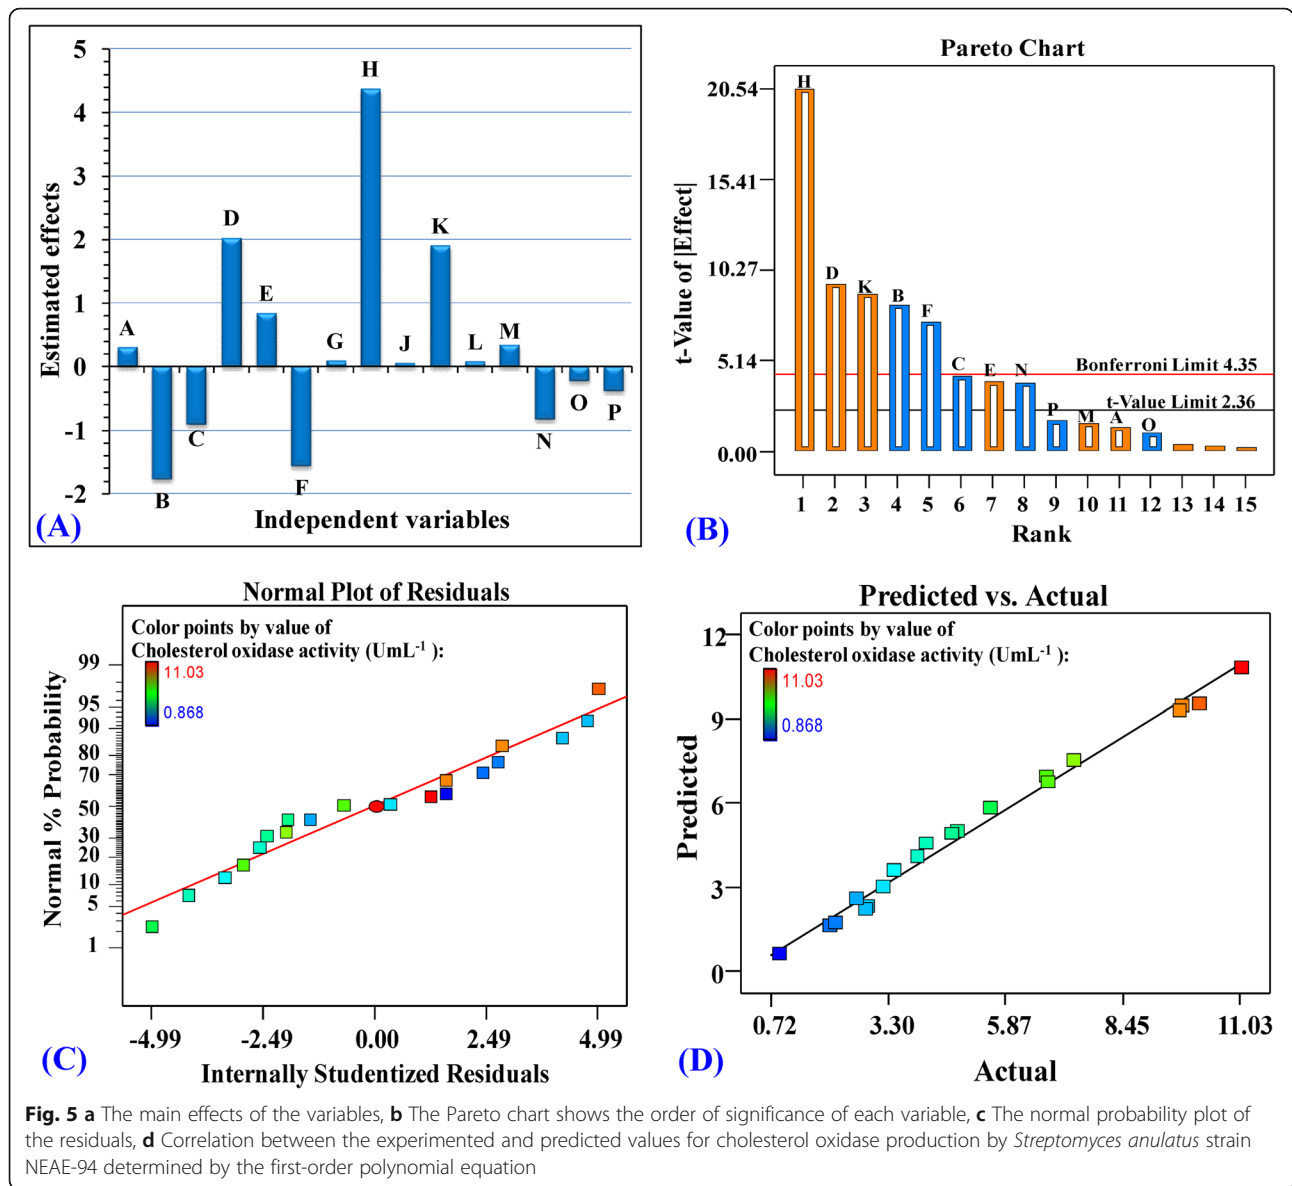 5
4
3
2
1
0
-1
-2
Estimated effects
A
B
C
D
E
F
G
H
J
K
L
M
N
O
P
Independent variables
(A)
Pareto Chart
20.54
15.41
10.27
5.14
0.00
t-Value of |Effect|
H
D
K
B
F
C
E
N
P
M
A
O
Bonferroni Limit 4.35
t-Value Limit 2.36
1 2 3 4 5 6 7 8 9 10 11 12 13 14 15
Rank
(B)
Normal Plot of Residuals
Color points by value of
Cholesterol oxidase activity (UmL-1 ):
11.03
0.868
99
95
90
80
70
50
30
20
10
5
1
Normal % Probability
-4.99 -2.49 0.00 2.49 4.99
Internally Studentized Residuals
(C)
Predicted vs. Actual
Color points by value of
Cholesterol oxidase activity (UmL-1 ):
11.03
0.868
12
9
6
3
0
Predicted
0.72 3.30 5.87 8.45 11.03
Actual
(D)
Fig. 5 a The main effects of the variables, b The Pareto chart shows the order of significance of each variable, c The normal probability plot of
the residuals, d Correlation between the experimented and predicted values for cholesterol oxidase production by Streptomyces anulatus strain
NEAE-94 determined by the first-order polynomial equation